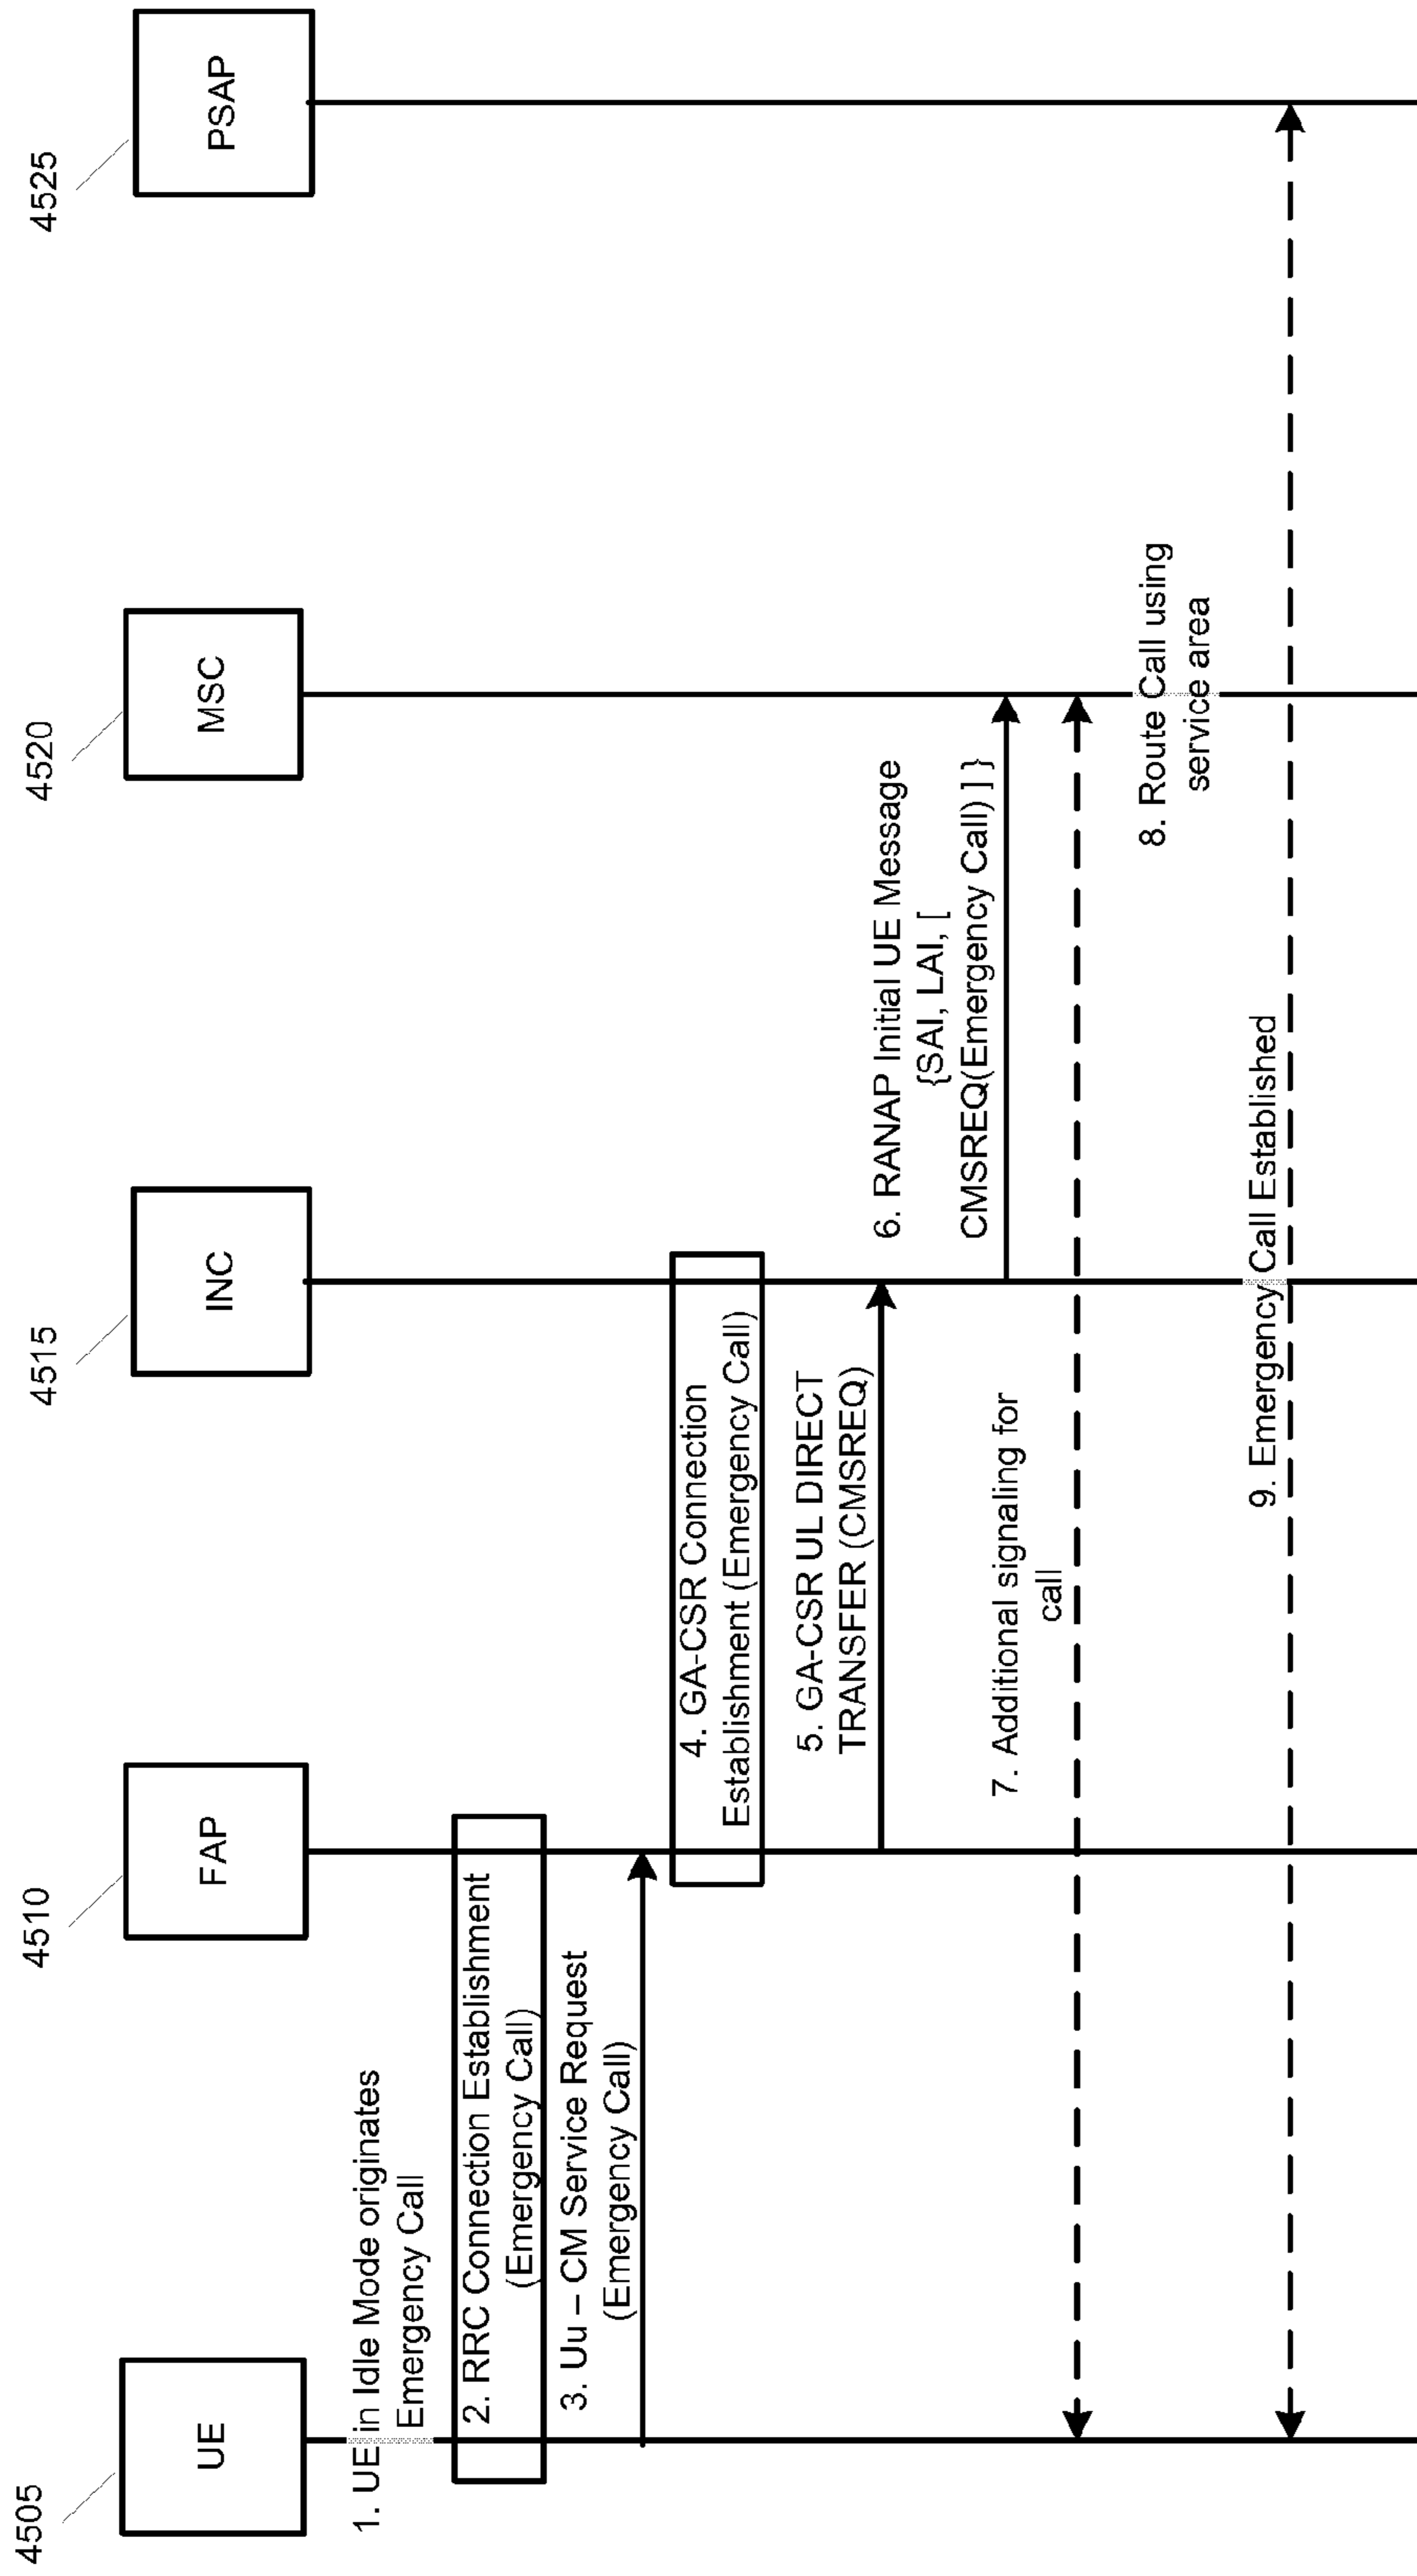 4505
4510
4515
4520
4525
UE
FAP
INC
MSC
PSAP
1. UE in Idle Mode originates
Emergency Call
2. RRC Connection Establishment
(Emergency Call)
3. Uu – CM Service Request
(Emergency Call)
4. GA-CSR Connection
Establishment (Emergency Call)
5. GA-CSR UL DIRECT
TRANSFER (CMSREQ)
6. RANAP Initial UE Message
{SAI, LAI, [
CMSREQ(Emergency Call) ] }
7. Additional signaling for
call
8. Route Call using
service area
9. Emergency Call Established